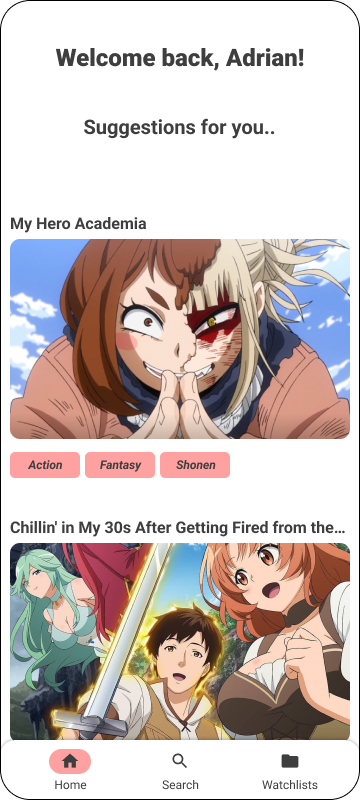 Welcome back, Adrian!
Suggestions for you..
My Hero Academia
Action Fantasy Shonen
Chillin' in My 30s After Getting Fired from the...
Home Search Watchlists